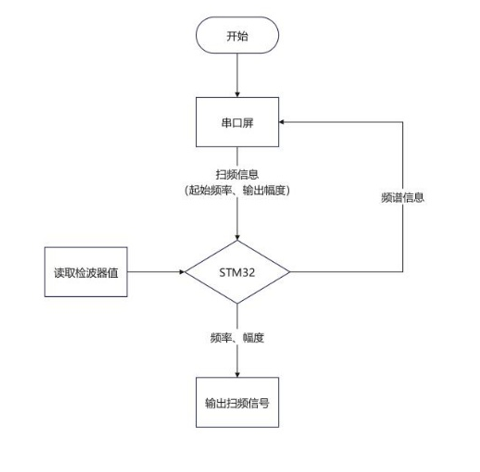 开始
串口屏
扫频信息
（起始频率、输出幅度）
频谱信息
读取检波器值
STM32
频率、幅度
输出扫频信号